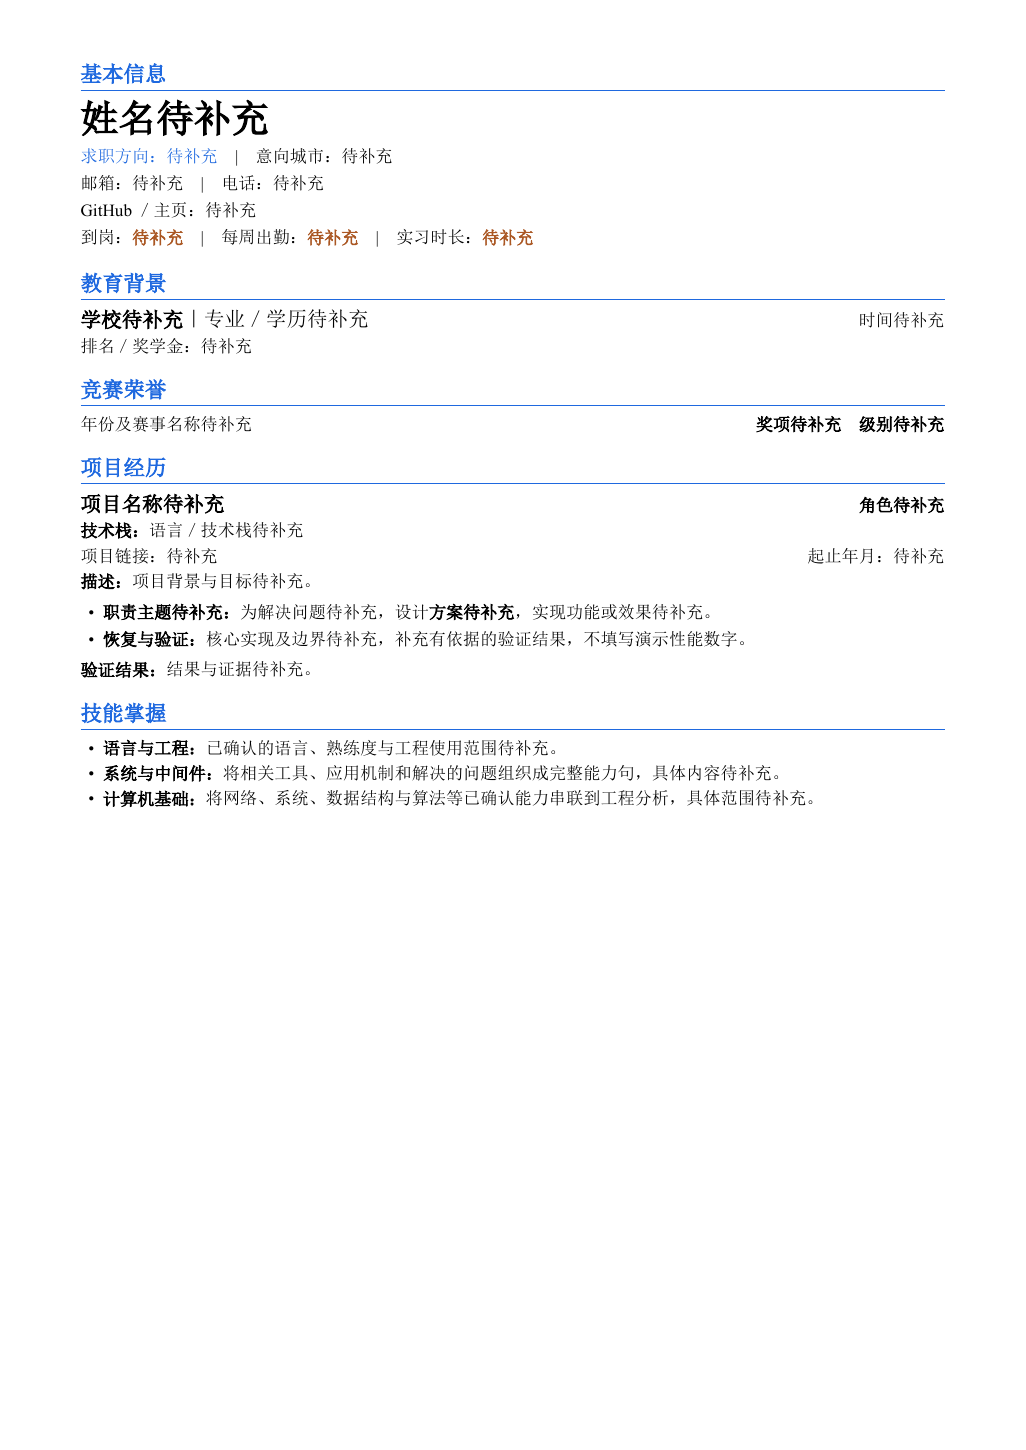 基本信息
姓名待补充
求职方向：待补充 | 意向城市：待补充
邮箱：待补充 | 电话：待补充
GitHub / 主页：待补充
到岗：待补充 | 每周出勤：待补充 | 实习时长：待补充
教育背景
学校待补充 | 专业 / 学历待补充 时间待补充
排名 / 奖学金：待补充
竞赛荣誉
年份及赛事名称待补充 奖项待补充 级别待补充
项目经历
项目名称待补充 角色待补充
技术栈：语言 / 技术栈待补充
项目链接：待补充 起止年月：待补充
描述：项目背景与目标待补充。
• 职责主题待补充：为解决问题待补充，设计方案待补充，实现功能或效果待补充。
• 恢复与验证：核心实现及边界待补充，补充有依据的验证结果，不填写演示性能数字。
验证结果：结果与证据待补充。
技能掌握
• 语言与工程：已确认的语言、熟练度与工程使用范围待补充。
• 系统与中间件：将相关工具、应用机制和解决的问题组织成完整能力句，具体内容待补充。
• 计算机基础：将网络、系统、数据结构与算法等已确认能力串联到工程分析，具体范围待补充。